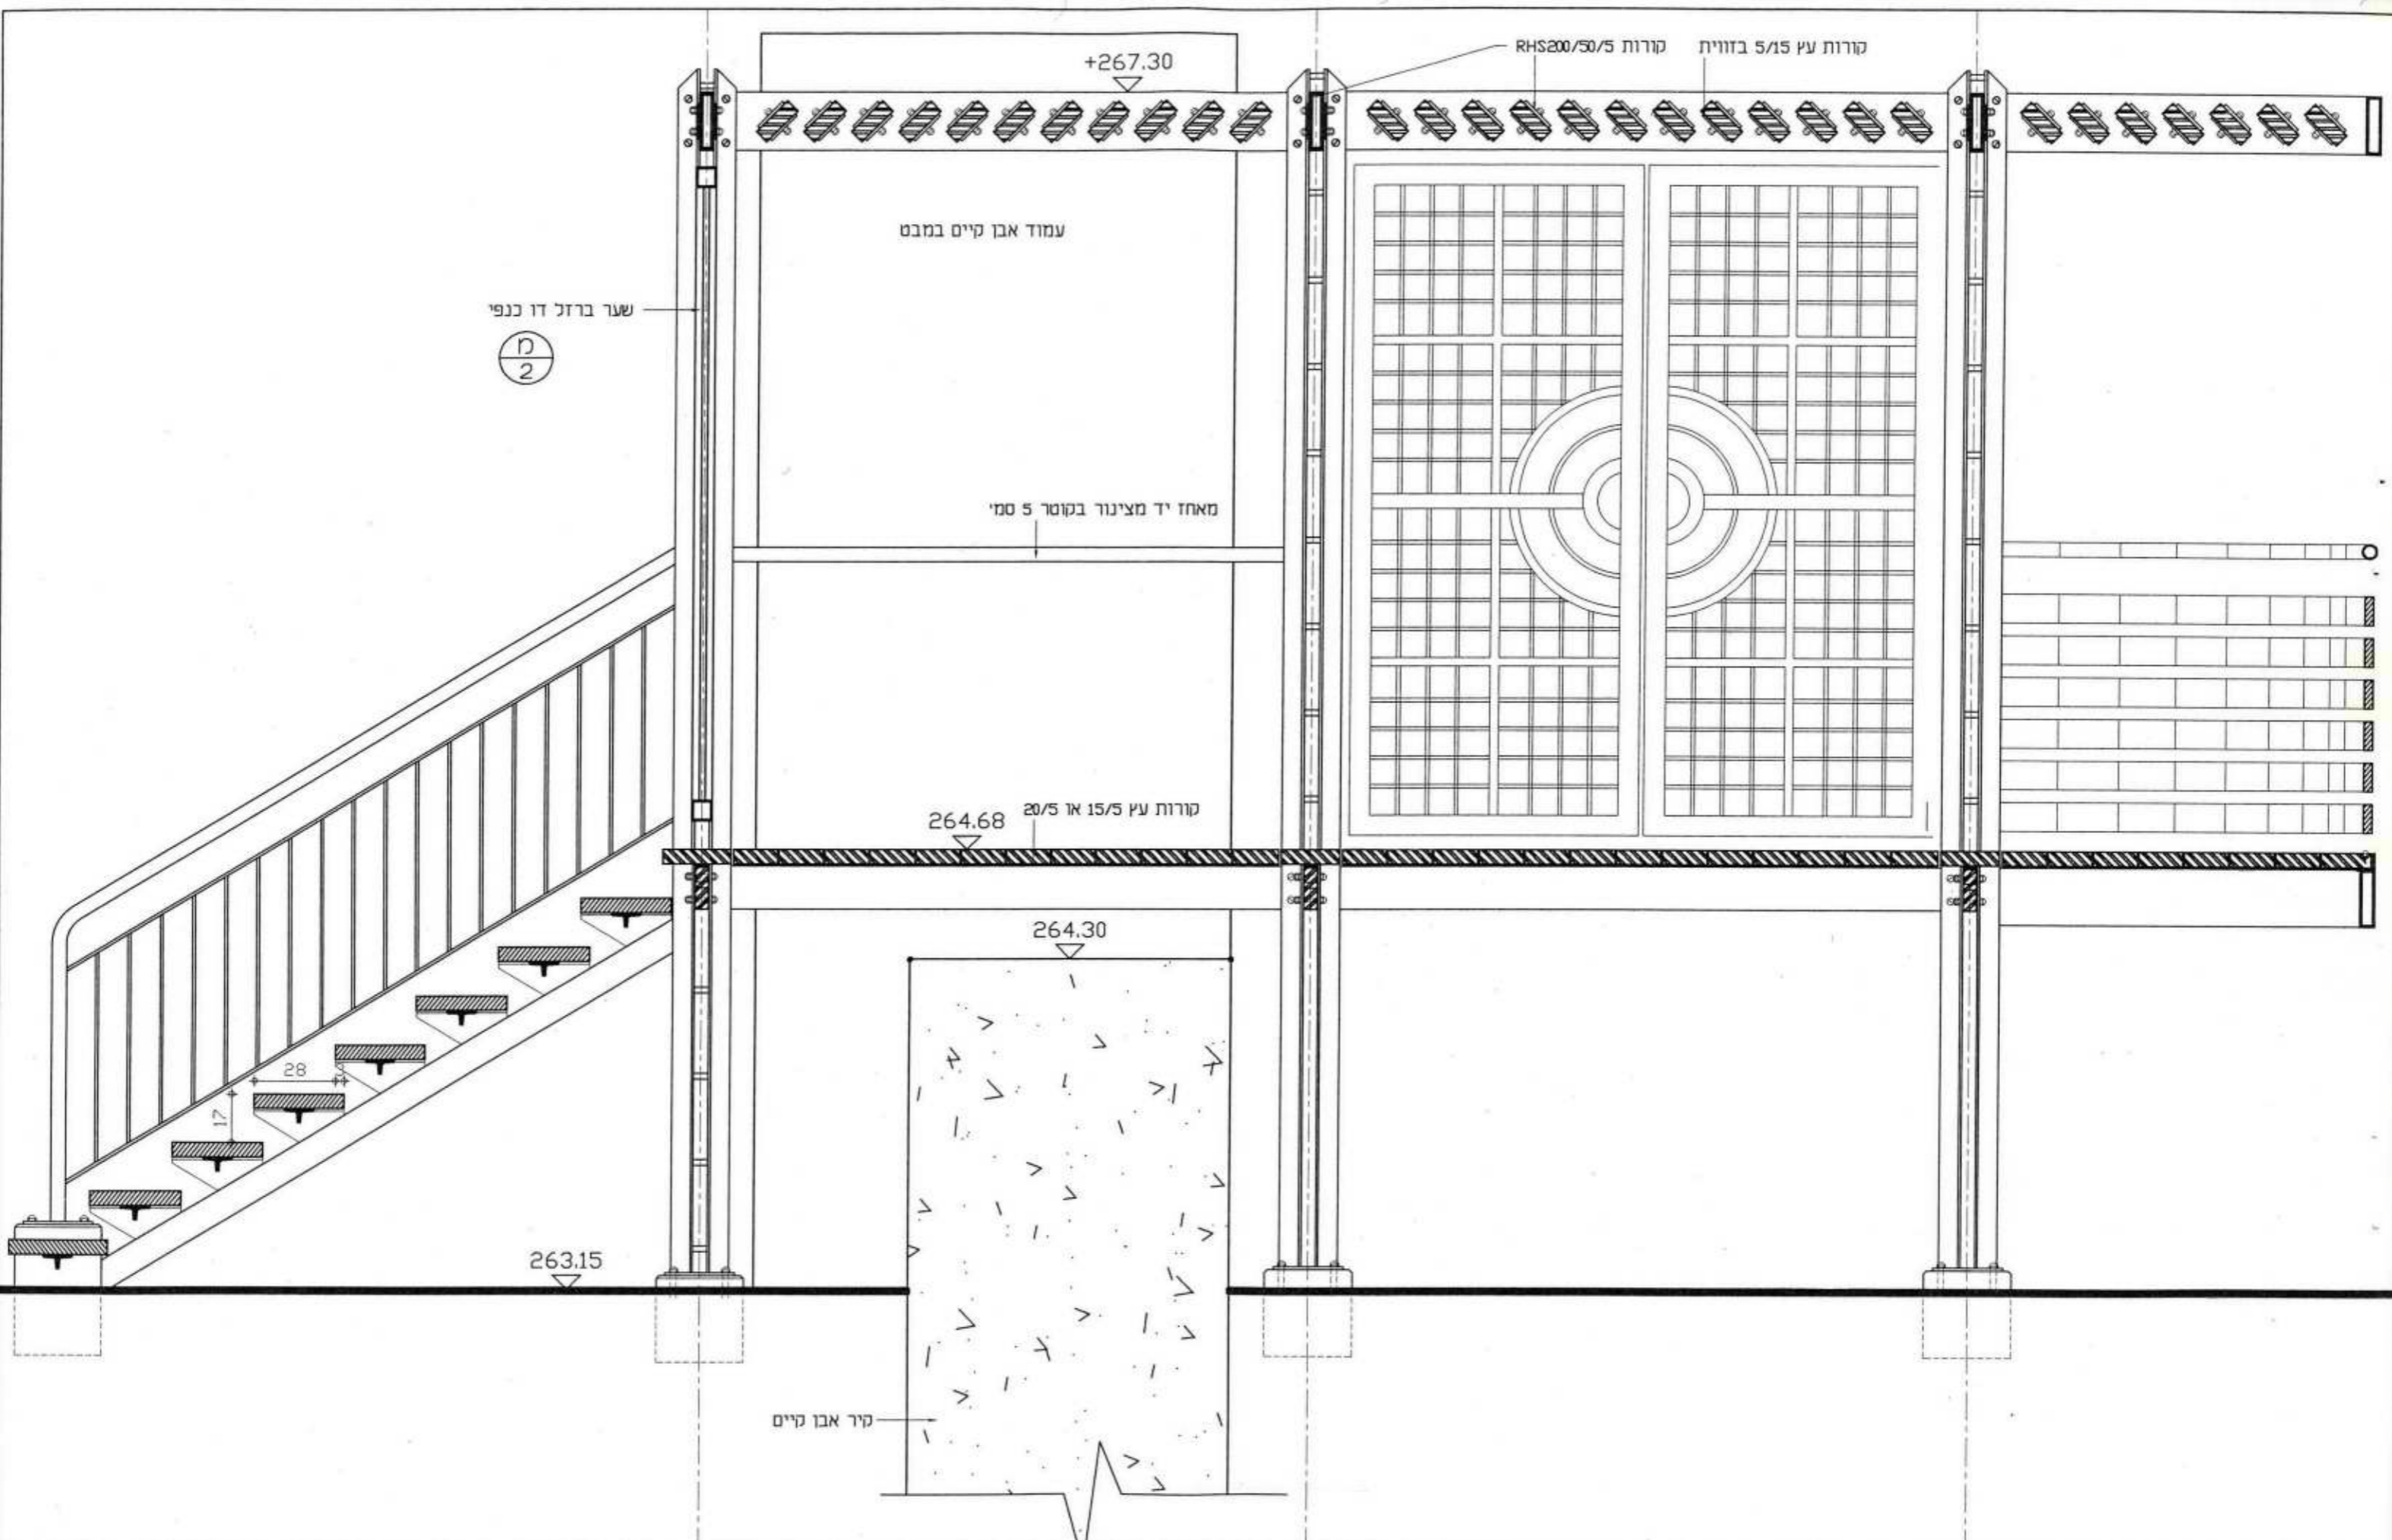 +267.30
קורות RHS200/50/5
קורות עץ 5/15 בזווית
עמוד אבן קיים במבט
שער ברזל דו כנפי
מ
2
מאחז יד מצינור בקוטר 5 סמ'
264.68
קורות עץ 15/5 או 20/5
264.30
28
3
17
263.15
קיר אבן קיים